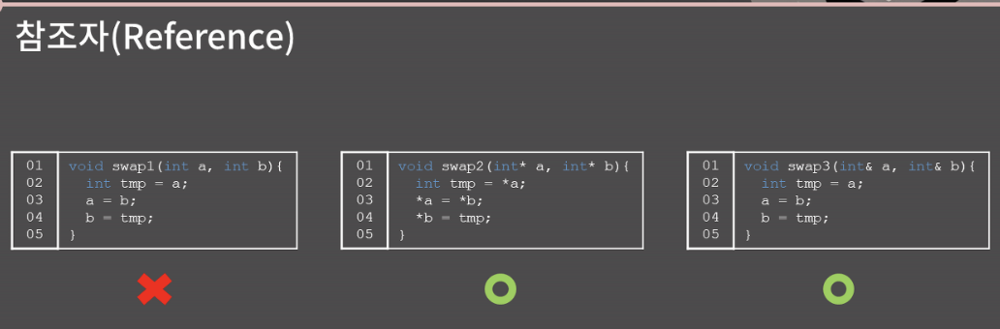 참조자(Reference)
01 void swap1(int a, int b){
02 int tmp = a;
03 a = b;
04 b = tmp;
05 }
01 void swap2(int* a, int* b){
02 int tmp = *a;
03 *a = *b;
04 *b = tmp;
05 }
01 void swap3(int& a, int& b){
02 int tmp = a;
03 a = b;
04 b = tmp;
05 }